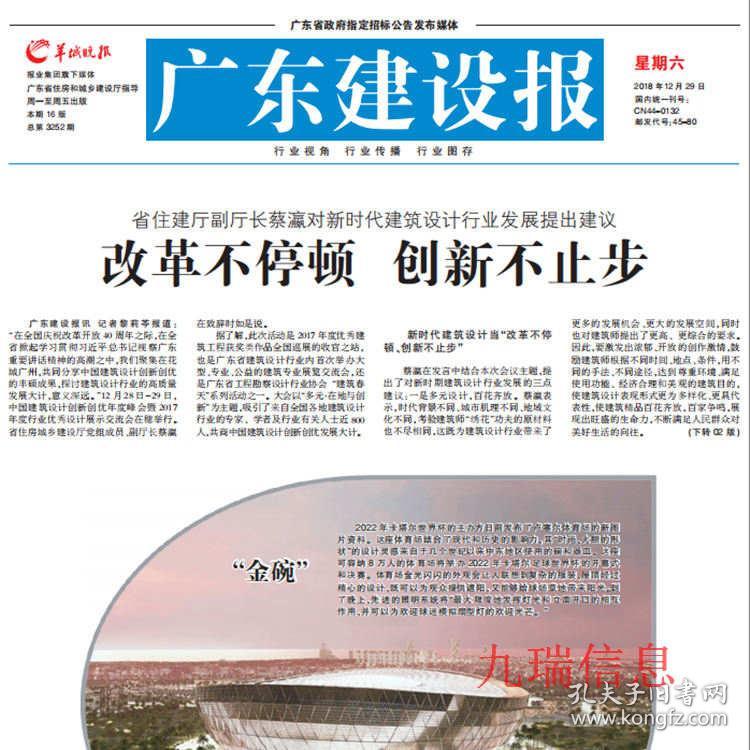 广东省政府指定招标公告发布媒体
羊城晚报
报业集团旗下媒体
广东省住房和城乡建设厅指导
周一至周五出版
本期 16 版
总第 3252 期
广东建设报
星期六
2018 年 12 月 29 日
国内统一刊号:
CN44-0132
邮发代号:45-80
行业视角 行业传播 行业图存
省住建厅副厅长蔡瀛对新时代建筑设计行业发展提出建议
改革不停顿 创新不止步
广东建设报讯 记者黎莉苓报道:
“在全国庆祝改革开放 40 周年之际,在全
省掀起学习贯彻习近平总书记视察广东
重要讲话精神的高潮之中,我们聚集在花
城广州,共同分享中国建筑设计创新创优
的丰硕成果,探讨建筑设计行业的高质量
发展大计,意义深远。”12 月 28 日-29 日,
中国建筑设计创新创优年度峰会暨 2017
年度行业优秀设计展示交流会在穗举行。
省住房城乡建设厅党组成员、副厅长蔡瀛
在致辞时如是说。
据了解,此次活动是 2017 年度优秀建
筑工程获奖类作品全国巡展的收官之站,
也是广东省建筑设计行业内首次举办大
型、专业、公益的建筑专业展览交流会,还
是广东省工程勘察设计行业协会 “建筑春
天”系列活动之一。大会以“多元·在地与创
新”为主题,吸引了来自全国各地建筑设计
行业的专家、学者及行业有关人士近 800
人,共商中国建筑设计创新创优发展大计。
新时代建筑设计当“改革不停
顿、创新不止步”
蔡瀛在发言中结合本次会议主题,提
出了对新时期建筑设计行业发展的三点
建议:一是多元设计,百花齐放。蔡瀛表
示,时代背景不同,城市机理不同,地域文
化不同,考验建筑师“绣花”功夫的原材料
也不尽相同,这既为建筑设计行业带来了
更多的发展机会、更大的发展空间,同时
也对建筑师提出了更高、更综合的要求。
因此,要激发出浓郁、开放的创作激情,鼓
励建筑师根据不同时间、地点、条件,用不
同的手法、不同途径,达到尊重环境、满足
使用功能、经济合理和美观的建筑目的,
使建筑设计表现形式更为多样化、更具代
表性,使建筑精品百花齐放、百家争鸣,展
现出旺盛的生命力,不断满足人民群众对
美好生活的向往。 (下转 02 版)
“金碗”
2022 年卡塔尔世界杯的主办方日前发布了卢塞尔体育场的新图
片资料。这座体育场结合了现代和历史的影响力,其“时尚、大胆的形
状”的设计灵感来自于几个世纪以来中东地区使用的碗和器皿。这座
可容纳 8 万人的体育场将举办 2022 年卡塔尔足球世界杯的开幕式
和决赛。体育场金光闪闪的外观会让人联想到复杂的服装,屋顶经过
精心的设计,既可以为观众提供遮阳,又能够给球场草地带来阳光。到
了晚上,先进的照明系统将“最大限度地发挥灯光和立面开口的相互
作用,并可以为欢迎球迷模拟扇型灯的欢迎光芒。”
九瑞信息
孔夫子旧书网
www.kongfz.com